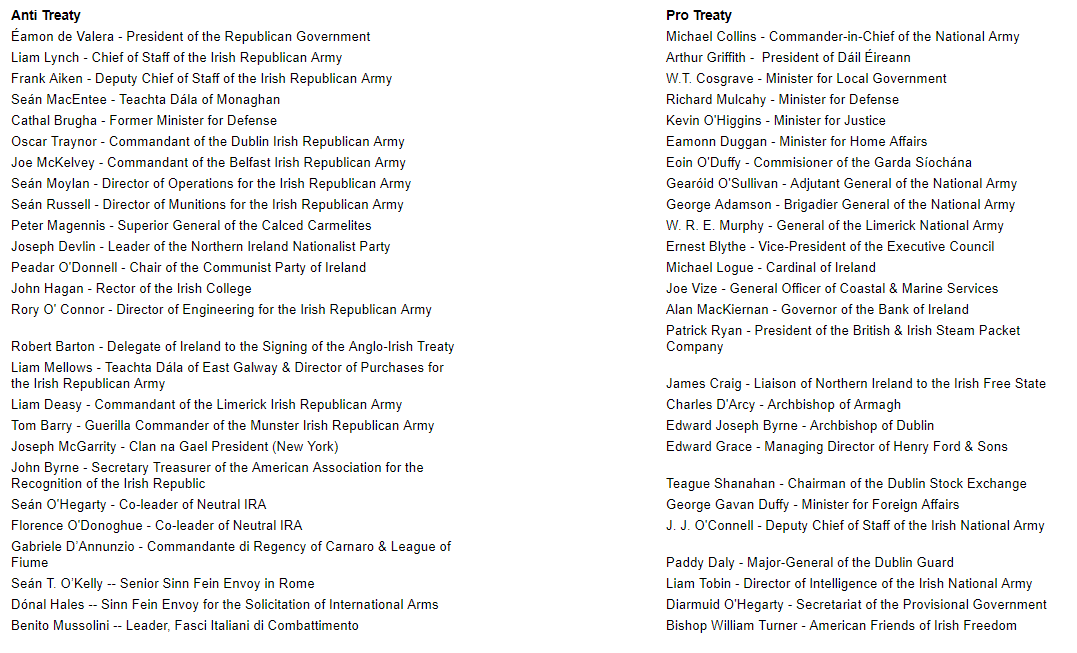 Anti Treaty
Éamon de Valera - President of the Republican Government
Liam Lynch - Chief of Staff of the Irish Republican Army
Frank Aiken - Deputy Chief of Staff of the Irish Republican Army
Seán MacEntee - Teachta Dála of Monaghan
Cathal Brugha - Former Minister for Defense
Oscar Traynor - Commandant of the Dublin Irish Republican Army
Joe McKelvey - Commandant of the Belfast Irish Republican Army
Seán Moylan - Director of Operations for the Irish Republican Army
Seán Russell - Director of Munitions for the Irish Republican Army
Peter Magennis - Superior General of the Calced Carmelites
Joseph Devlin - Leader of the Northern Ireland Nationalist Party
Peadar O'Donnell - Chair of the Communist Party of Ireland
John Hagan - Rector of the Irish College
Rory O' Connor - Director of Engineering for the Irish Republican Army
Robert Barton - Delegate of Ireland to the Signing of the Anglo-Irish Treaty
Liam Mellows - Teachta Dála of East Galway & Director of Purchases for
the Irish Republican Army
Liam Deasy - Commandant of the Limerick Irish Republican Army
Tom Barry - Guerilla Commander of the Munster Irish Republican Army
Joseph McGarrity - Clan na Gael President (New York)
John Byrne - Secretary Treasurer of the American Association for the
Recognition of the Irish Republic
Seán O'Hegarty - Co-leader of Neutral IRA
Florence O'Donoghue - Co-leader of Neutral IRA
Gabriele D'Annunzio - Commandante di Regency of Carnaro & League of
Fiume
Seán T. O'Kelly -- Senior Sinn Fein Envoy in Rome
Dónal Hales -- Sinn Fein Envoy for the Solicitation of International Arms
Benito Mussolini -- Leader, Fasci Italiani di Combattimento
Pro Treaty
Michael Collins - Commander-in-Chief of the National Army
Arthur Griffith -  President of Dáil Éireann
W.T. Cosgrave - Minister for Local Government
Richard Mulcahy - Minister for Defense
Kevin O'Higgins - Minister for Justice
Eamonn Duggan - Minister for Home Affairs
Eoin O'Duffy - Commisioner of the Garda Síochána
Gearóid O'Sullivan - Adjutant General of the National Army
George Adamson - Brigadier General of the National Army
W. R. E. Murphy - General of the Limerick National Army
Ernest Blythe - Vice-President of the Executive Council
Michael Logue - Cardinal of Ireland
Joe Vize - General Officer of Coastal & Marine Services
Alan MacKiernan - Governor of the Bank of Ireland
Patrick Ryan - President of the British & Irish Steam Packet
Company
James Craig - Liaison of Northern Ireland to the Irish Free State
Charles D'Arcy - Archbishop of Armagh
Edward Joseph Byrne - Archbishop of Dublin
Edward Grace - Managing Director of Henry Ford & Sons
Teague Shanahan - Chairman of the Dublin Stock Exchange
George Gavan Duffy - Minister for Foreign Affairs
J. J. O'Connell - Deputy Chief of Staff of the Irish National Army
Paddy Daly - Major-General of the Dublin Guard
Liam Tobin - Director of Intelligence of the Irish National Army
Diarmuid O'Hegarty - Secretariat of the Provisional Government
Bishop William Turner - American Friends of Irish Freedom